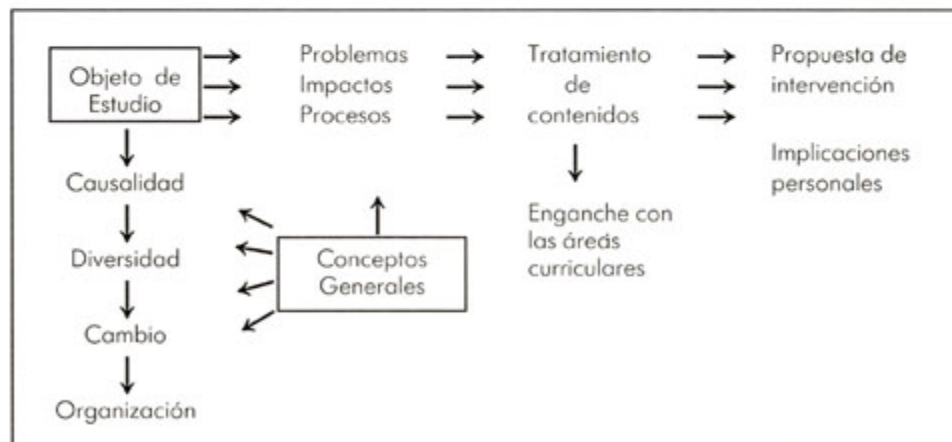 Objeto de
Estudio
Problemas
Impactos
Procesos
Tratamiento
de
contenidos
Propuesta de
intervención
Implicaciones
personales
Causalidad
Diversidad
Cambio
Organización
Conceptos
Generales
Enganche con
las áreas
curriculares